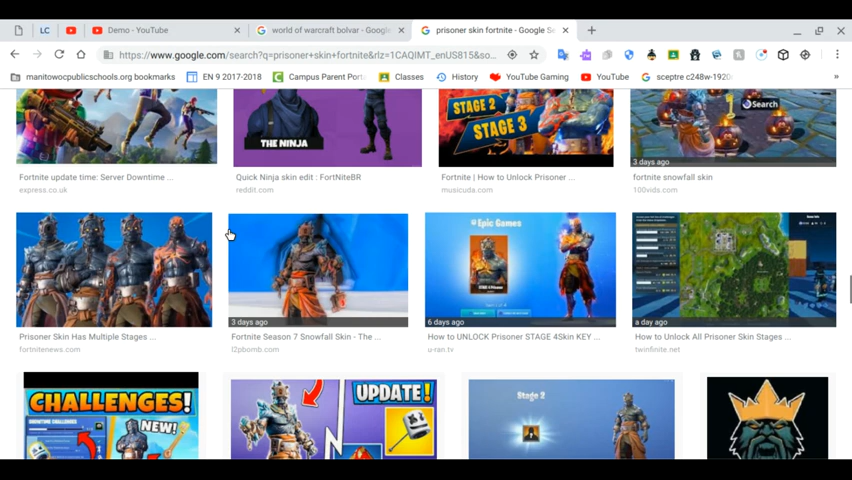 LC
Demo - YouTube
world of warcraft bolvar - Google
prisoner skin fortnite - Google Se
https://www.google.com/search?q=prisoner+skin+fortnite&rlz=1CAQIMT_enUS815&so...
manitowocpublicschools.org bookmarks
EN 9 2017-2018
Campus Parent Port
Classes
History
YouTube Gaming
YouTube
sceptre c248w-1920
»
THE NINJA
STAGE 2
STAGE 3
Search
3 days ago
Fortnite update time: Server Downtime ...
Quick Ninja skin edit : FortNiteBR
Fortnite | How to Unlock Prisoner ...
fortnite snowfall skin
express.co.uk
reddit.com
musicuda.com
100vids.com
Epic Games
3 days ago
6 days ago
a day ago
Prisoner Skin Has Multiple Stages ...
Fortnite Season 7 Snowfall Skin - The ...
How to UNLOCK Prisoner STAGE 4Skin KEY ...
How to Unlock All Prisoner Skin Stages ...
fortnitenews.com
l2pbomb.com
u-ran.tv
twinfinite.net
CHALLENGES!
NEW!
UPDATE!
Stage 2